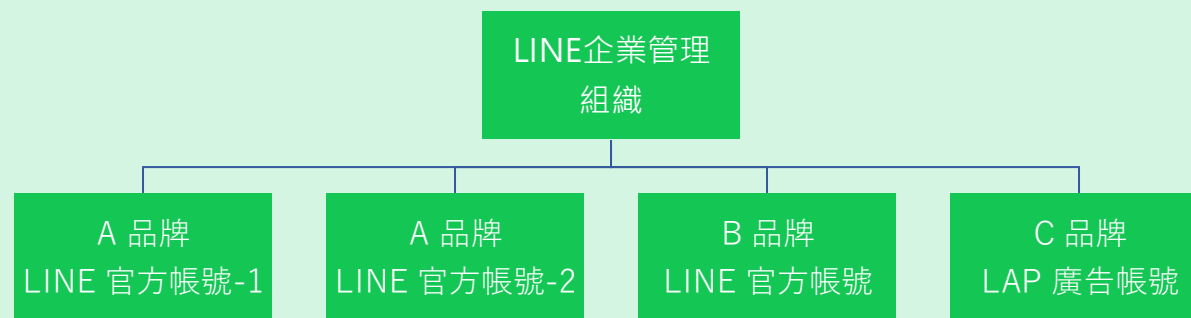 LINE企業管理
組織
A 品牌
LINE 官方帳號-1
A 品牌
LINE 官方帳號-2
B 品牌
LINE 官方帳號
C 品牌
LAP 廣告帳號